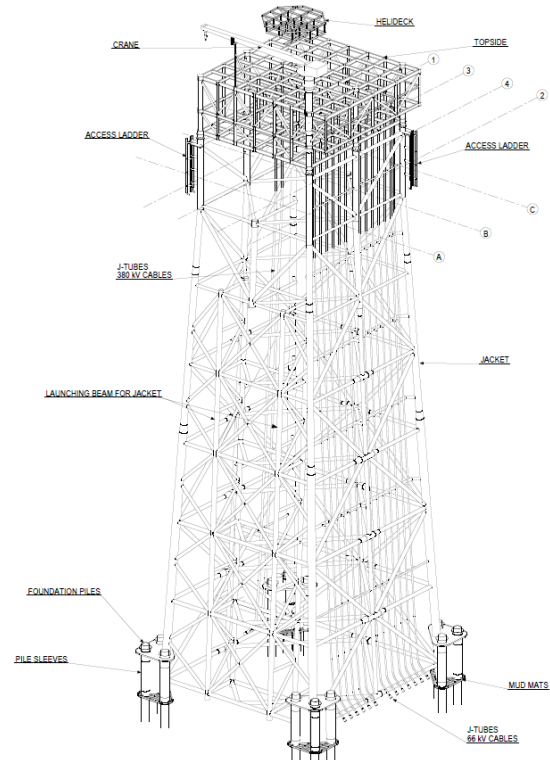 HELIDECK
CRANE
TOPSIDE
1
3
4
2
ACCESS LADDER
ACCESS LADDER
C
B
A
J-TUBES
380 kV CABLES
JACKET
LAUNCHING BEAM FOR JACKET
FOUNDATION PILES
PILE SLEEVES
MUD MATS
J-TUBES
66 kV CABLES